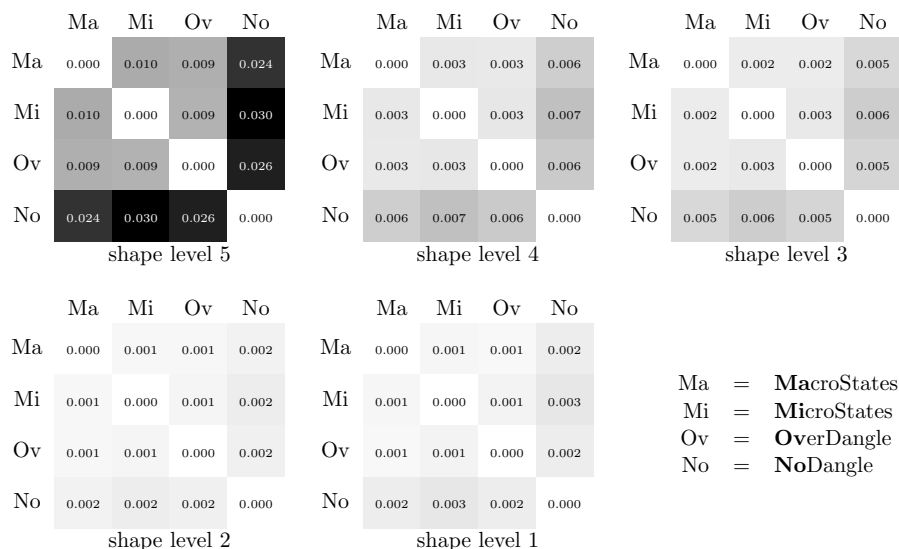 Ma Mi Ov No Ma Mi Ov No Ma Mi Ov No
Ma 0.000 0.010 0.009 0.024 Ma 0.000 0.003 0.003 0.006 Ma 0.000 0.002 0.002 0.005
Mi 0.010 0.000 0.009 0.030 Mi 0.003 0.000 0.003 0.007 Mi 0.002 0.000 0.003 0.006
Ov 0.009 0.009 0.000 0.026 Ov 0.003 0.003 0.000 0.006 Ov 0.002 0.003 0.000 0.005
No 0.024 0.030 0.026 0.000 No 0.006 0.007 0.006 0.000 No 0.005 0.006 0.005 0.000
shape level 5 shape level 4 shape level 3
Ma Mi Ov No Ma Mi Ov No
Ma 0.000 0.001 0.001 0.002 Ma 0.000 0.001 0.001 0.002
Mi 0.001 0.000 0.001 0.002 Mi 0.001 0.000 0.001 0.003
Ov 0.001 0.001 0.000 0.002 Ov 0.001 0.001 0.000 0.002
No 0.002 0.002 0.002 0.000 No 0.002 0.003 0.002 0.000
shape level 2 shape level 1
Ma = MacroStates
Mi = MicroStates
Ov = OverDangle
No = NoDangle